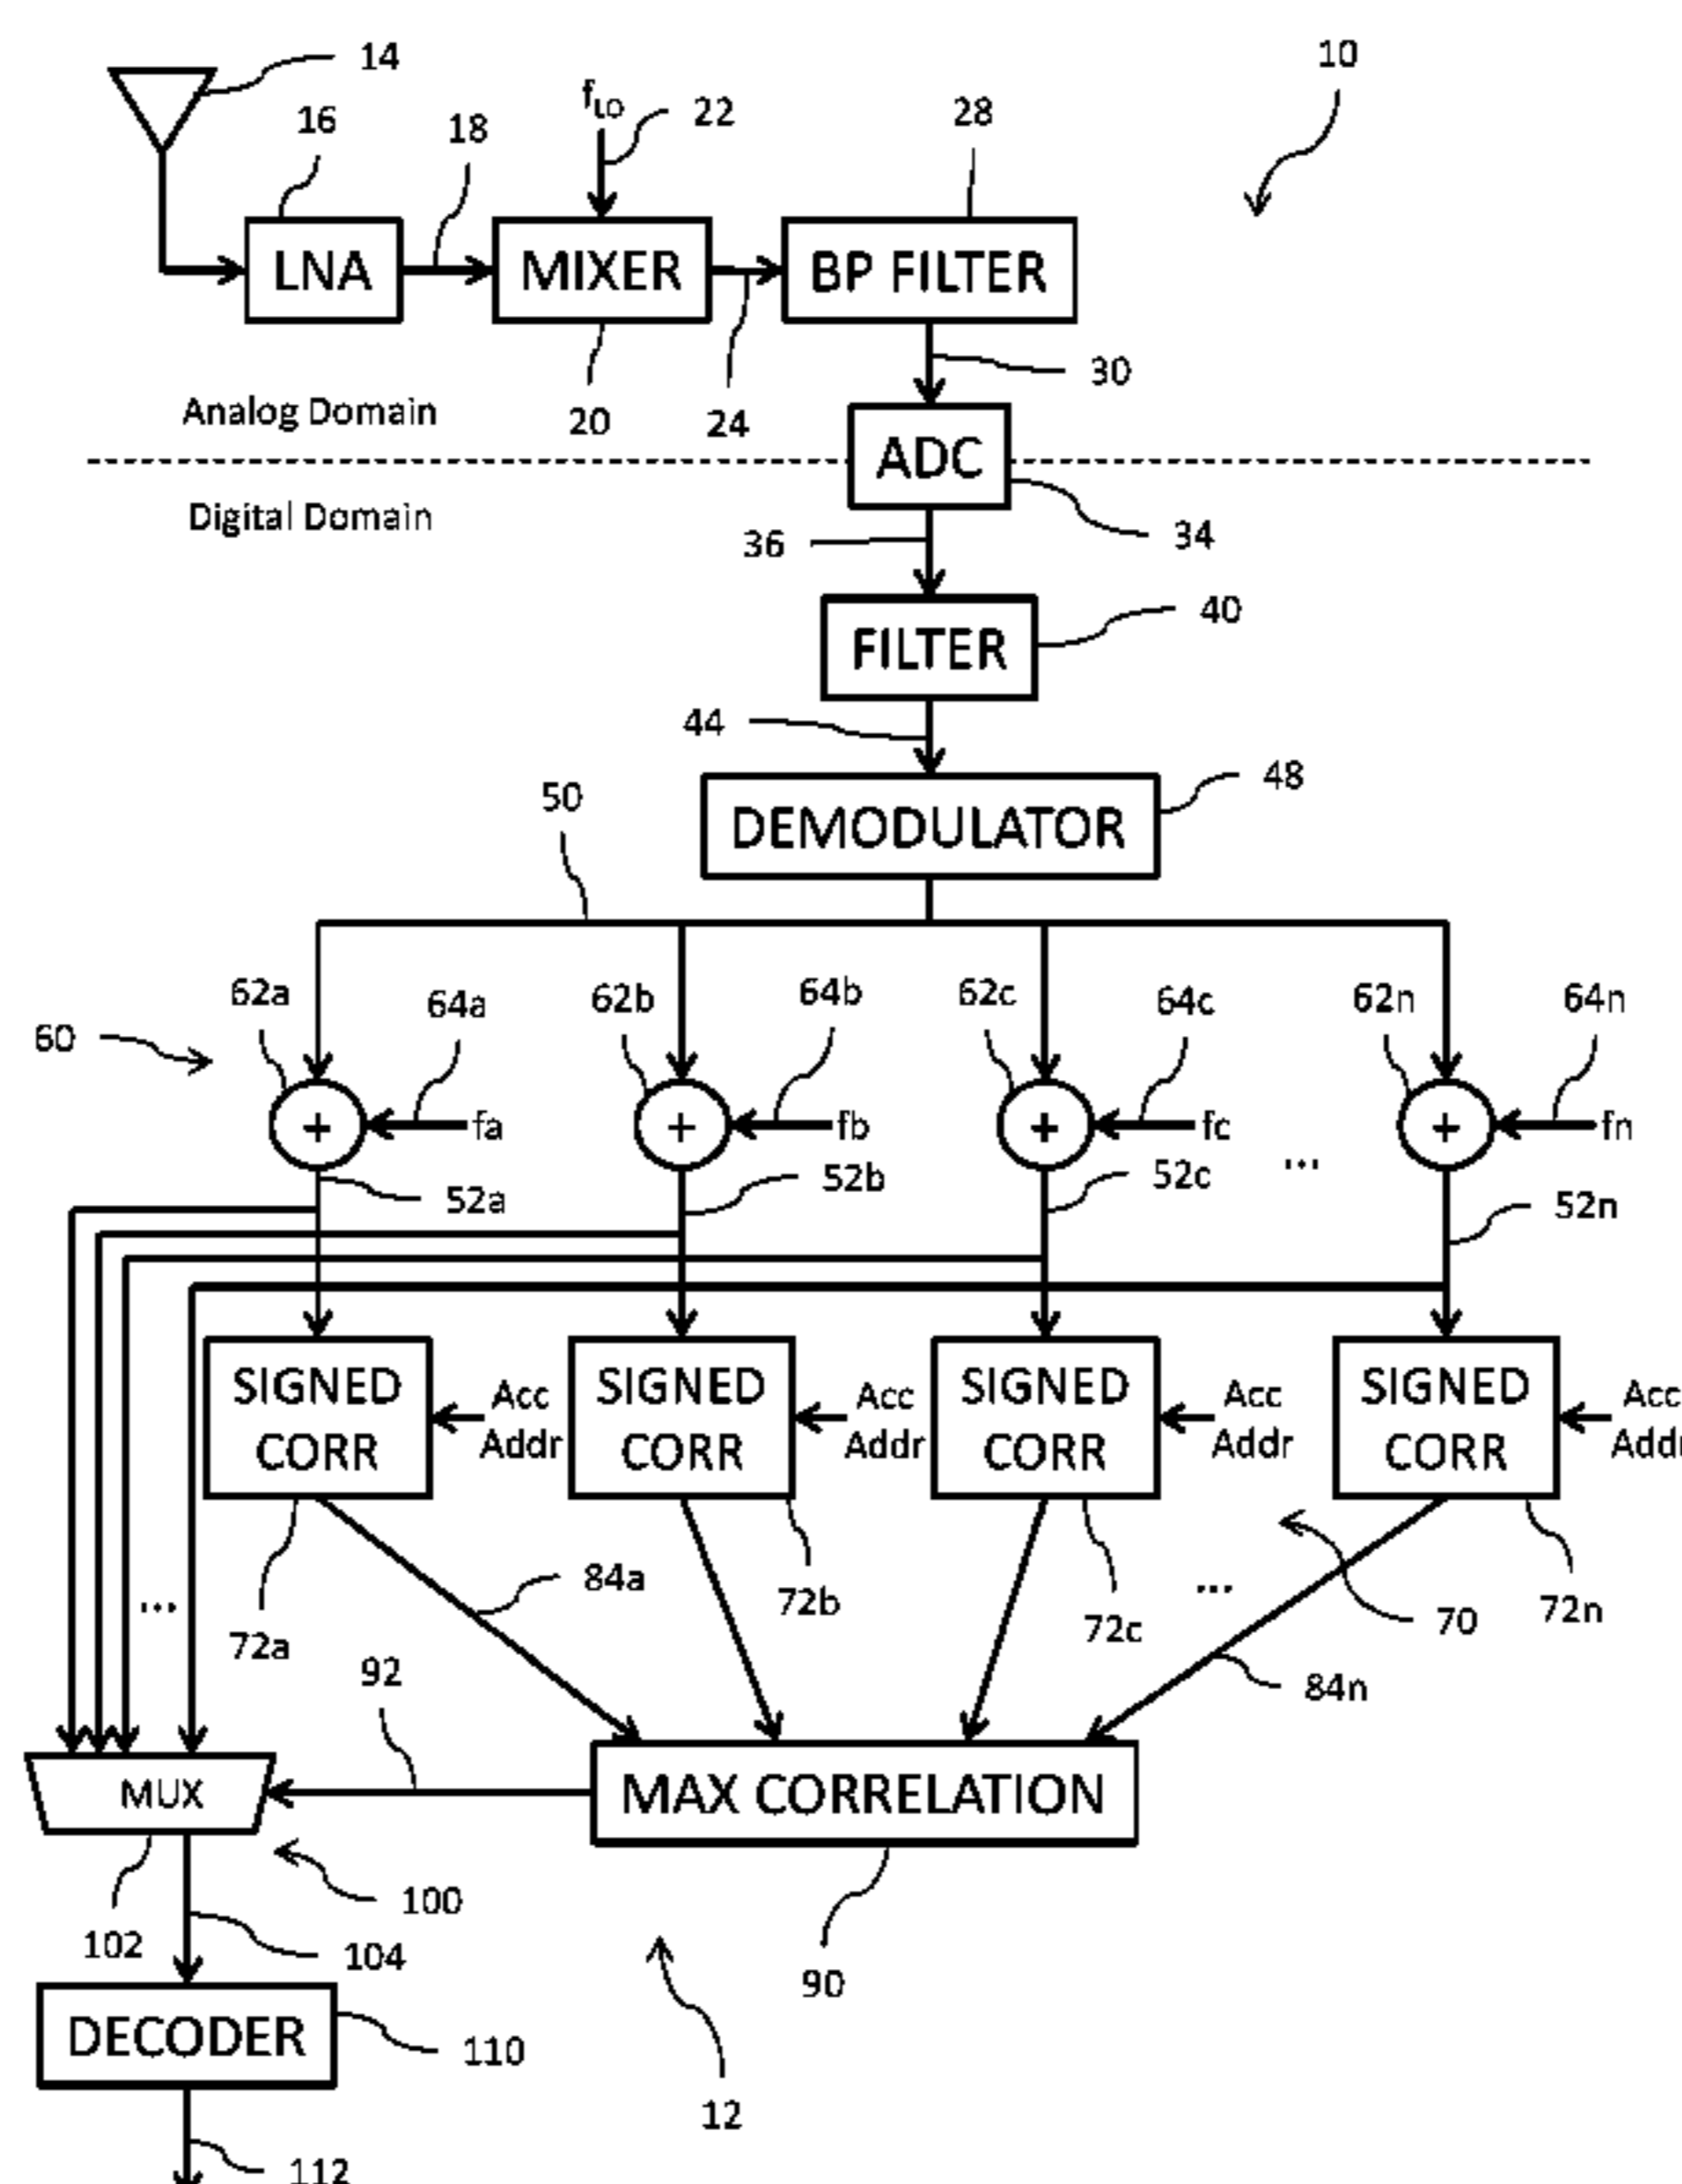 14
10
f_LO
22
28
16
18
LNA
MIXER
BP FILTER
30
Analog Domain
20
24
ADC
Digital Domain
36
34
40
FILTER
44
48
50
DEMODULATOR
62a
64a
62b
64b
62c
64c
62n
64n
60
+ fa
+ fb
+ fc
+ fn
...
52a
52b
52c
52n
SIGNED CORR
Acc Addr
SIGNED CORR
Acc Addr
SIGNED CORR
Acc Addr
SIGNED CORR
Acc Addr
...
72a
84a
72b
72c
...
70
72n
92
84n
MUX
MAX CORRELATION
100
102
104
90
DECODER
110
12
112